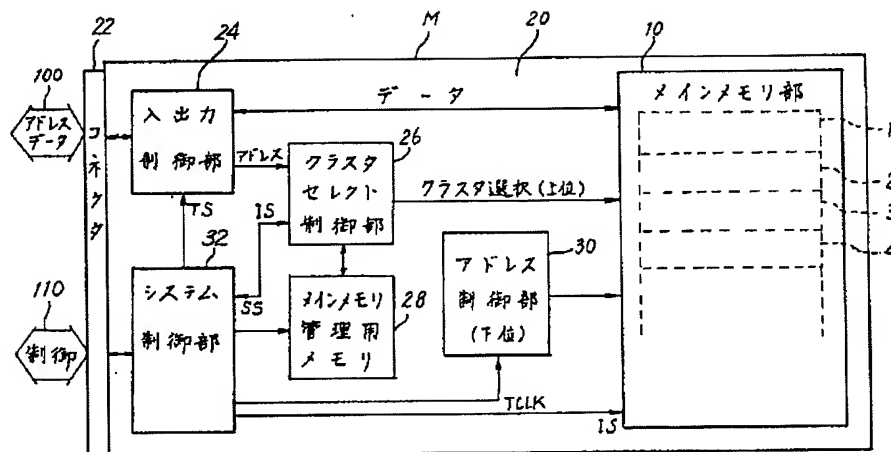 M
20
22
24
10
100
アドレス
データ
コネクタ
入出力
制御部
データ
メインメモリ部
1
2
3
4
アドレス
26
クラスタ
セレクト
制御部
クラスタ選択(上位)
TS
IS
32
SS
システム
制御部
メインメモリ
管理用
メモリ
28
30
アドレス
制御部
(下位)
110
制御
TCLK
IS